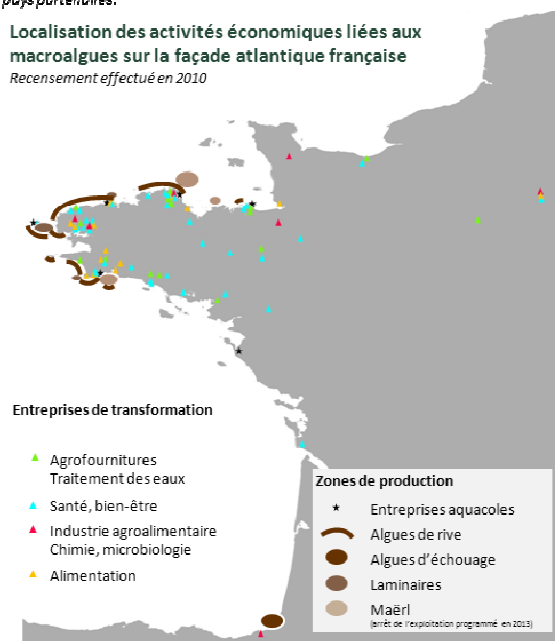 pays partenaires.
Localisation des activités économiques liées aux
macroalgues sur la façade atlantique française
Recensement effectué en 2010
Entreprises de transformation
Agrofournitures
Traitement des eaux
Santé, bien-être
Industrie agroalimentaire
Chimie, microbiologie
Alimentation
Zones de production
Entreprises aquacoles
Algues de rive
Algues d'échouage
Laminaires
Maërl
(arrêt de l'exploitation programmé en 2013)